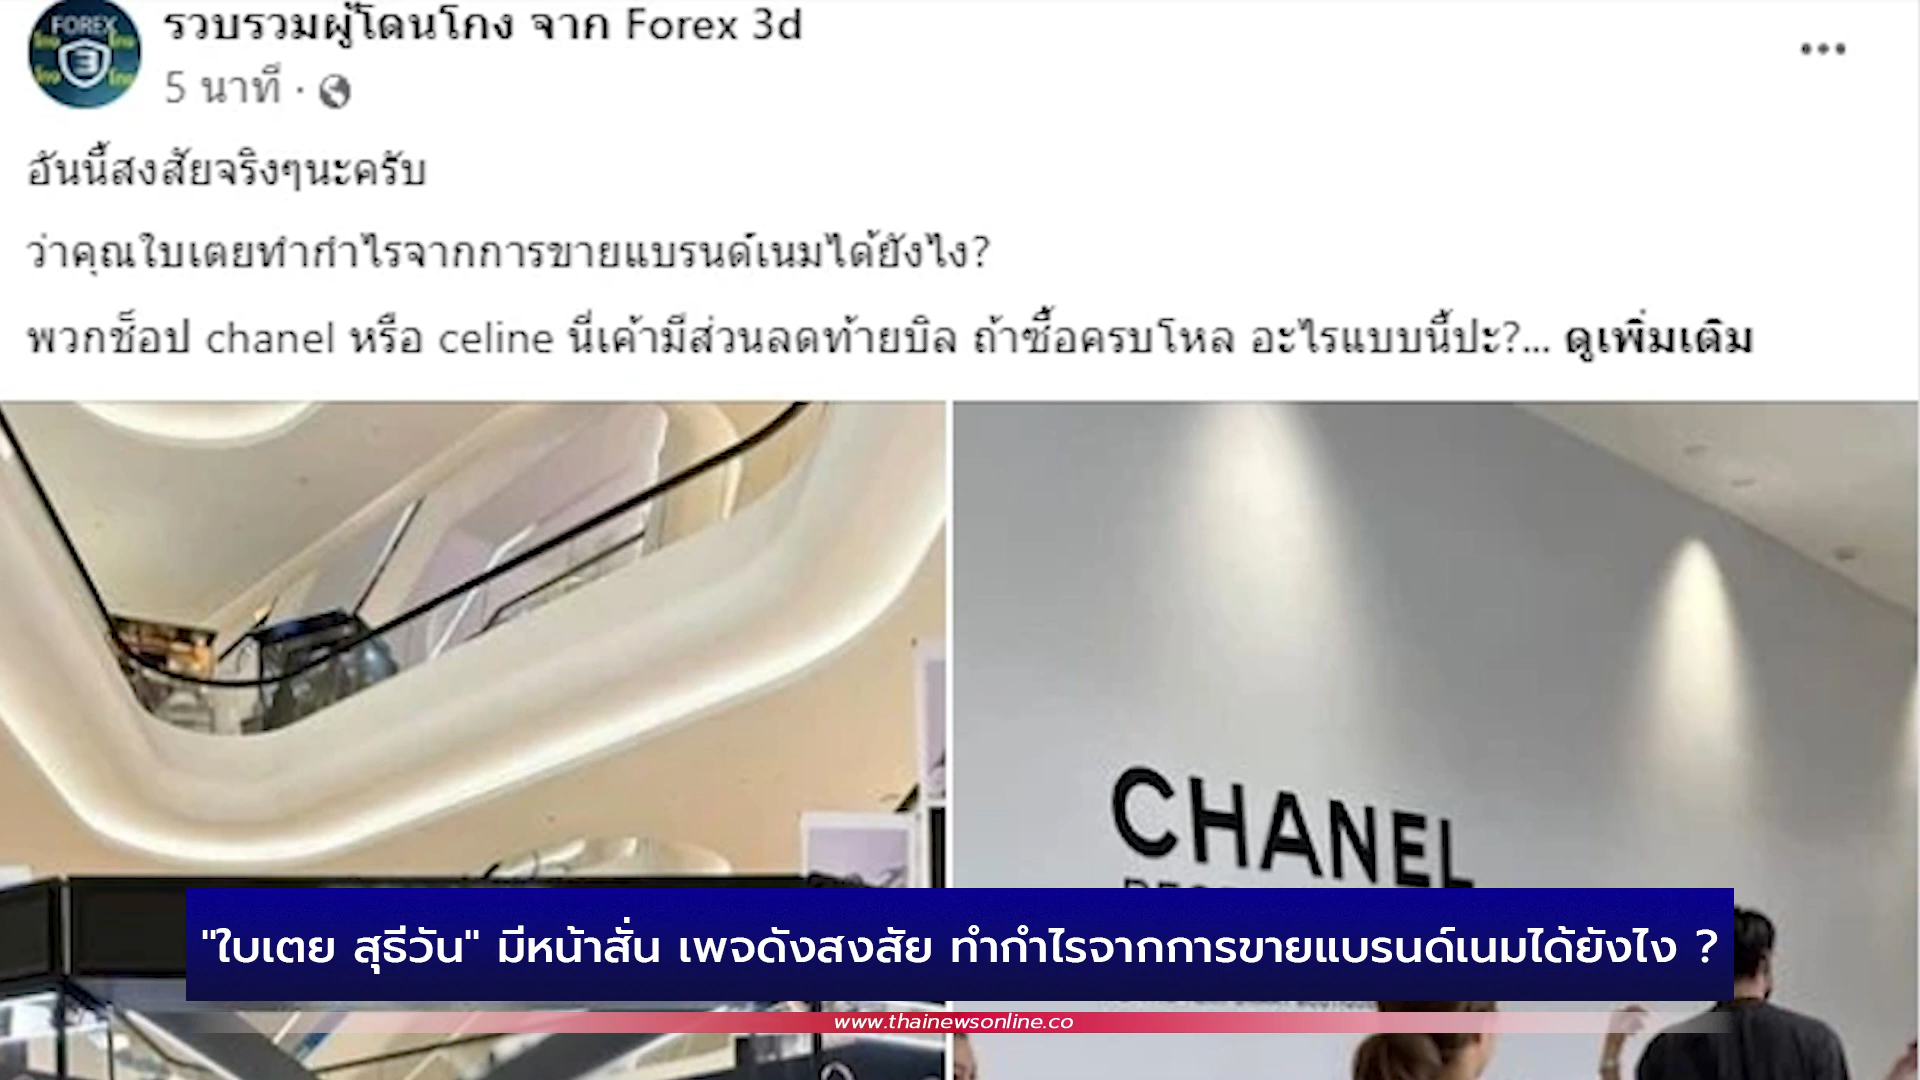 FOREX
3
รวบรวมผู้โดนโกง จาก Forex 3d
5 นาที ·
อันนี้สงสัยจริงๆนะครับ
ว่าคุณใบเตยทำกำไรจากการขายแบรนด์เนมได้ยังไง?
พวกช็อป chanel หรือ celine นี่เค้ามีส่วนลดท้ายบิล ถ้าซื้อครบโหล อะไรแบบนี้ปะ?... ดูเพิ่มเติม
CHANEL
"ใบเตย สุธีวัน" มีหน้าสั่น เพจดังสงสัย ทำกำไรจากการขายแบรนด์เนมได้ยังไง ?
www.thainewsonline.co